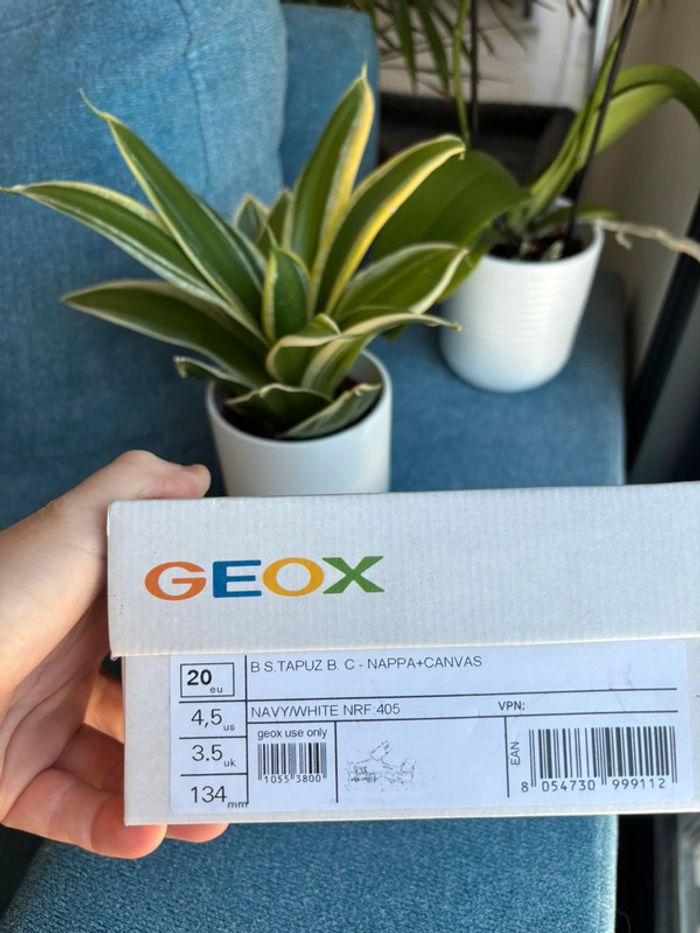 GEOX
20 eu
B S.TAPUZ B. C - NAPPA+CANVAS
4,5 us
NAVY/WHITE NRF:405 VPN:
geox use only
3.5 uk
1055 3800
EAN
8 054730 999112
134 mm